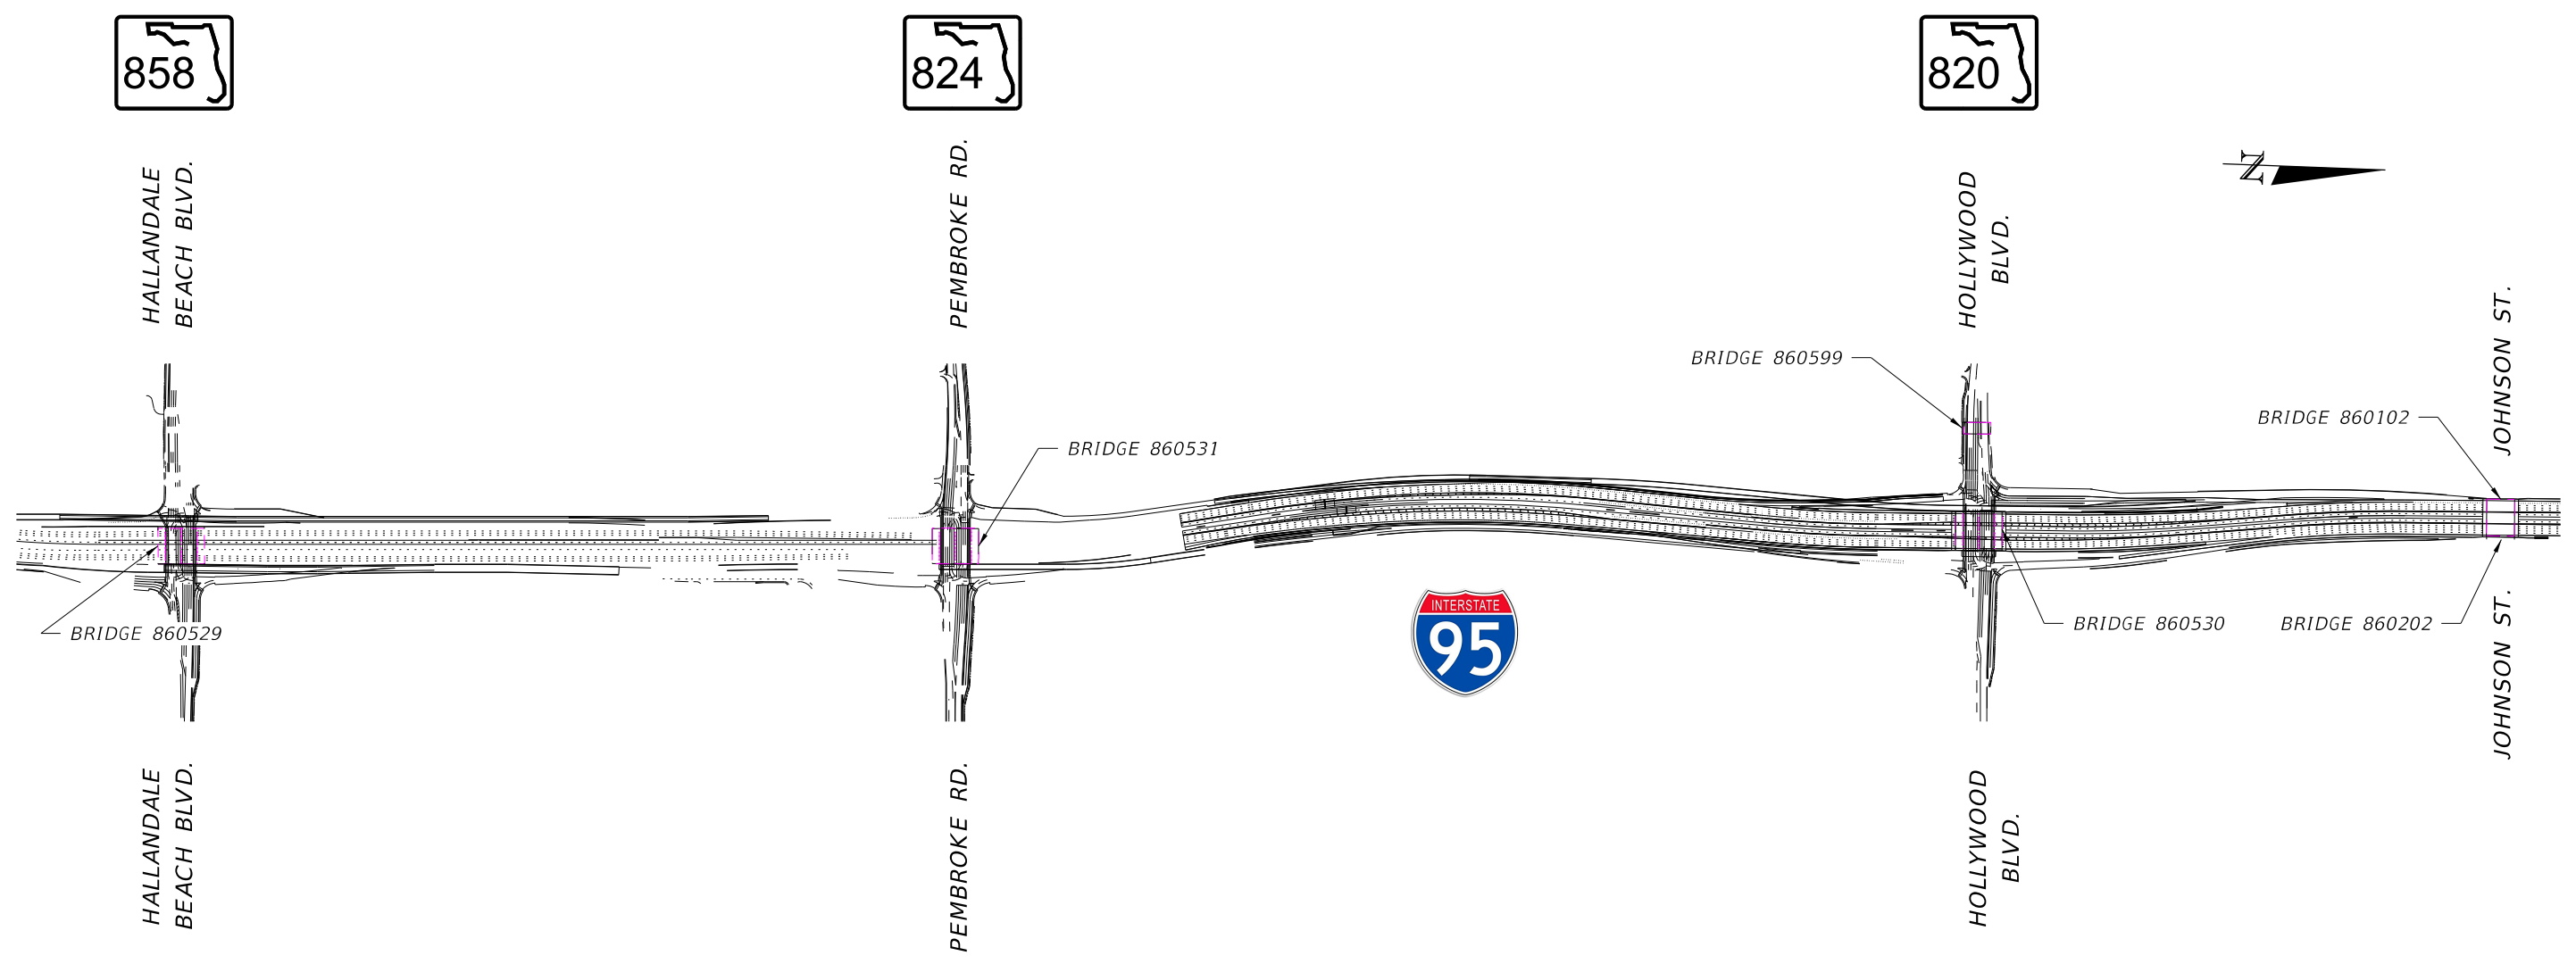 858
824
820
HALLANDALE
BEACH BLVD.
PEMBROKE RD.
HOLLYWOOD
BLVD.
N
JOHNSON ST.
BRIDGE 860599
BRIDGE 860102
BRIDGE 860531
BRIDGE 860529
INTERSTATE
95
BRIDGE 860530
BRIDGE 860202
JOHNSON ST.
HALLANDALE
BEACH BLVD.
PEMBROKE RD.
HOLLYWOOD
BLVD.